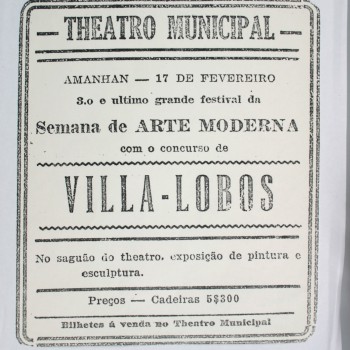 THEATRO MUNICIPAL
AMANHAN — 17 DE FEVEREIRO
3.o e ultimo grande festival da
Semana de ARTE MODERNA
com o concurso de
VILLA-LOBOS
No saguão do theatro, exposição de pintura e
esculptura.
Preços — Cadeiras 5$300
Bilhetes á venda no Theatro Municipal